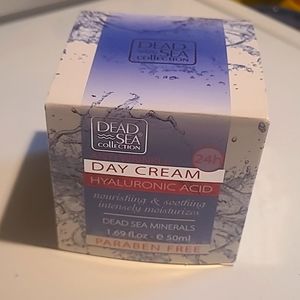 DEAD
SEA
COLLECTION
DEAD
SEA
COLLECTION
24h
DAY CREAM
HYALURONIC ACID
nourishing & soothing
intensely moisturizes
DEAD SEA MINERALS
1.69 fl.oz - e 50ml
PARABEN FREE